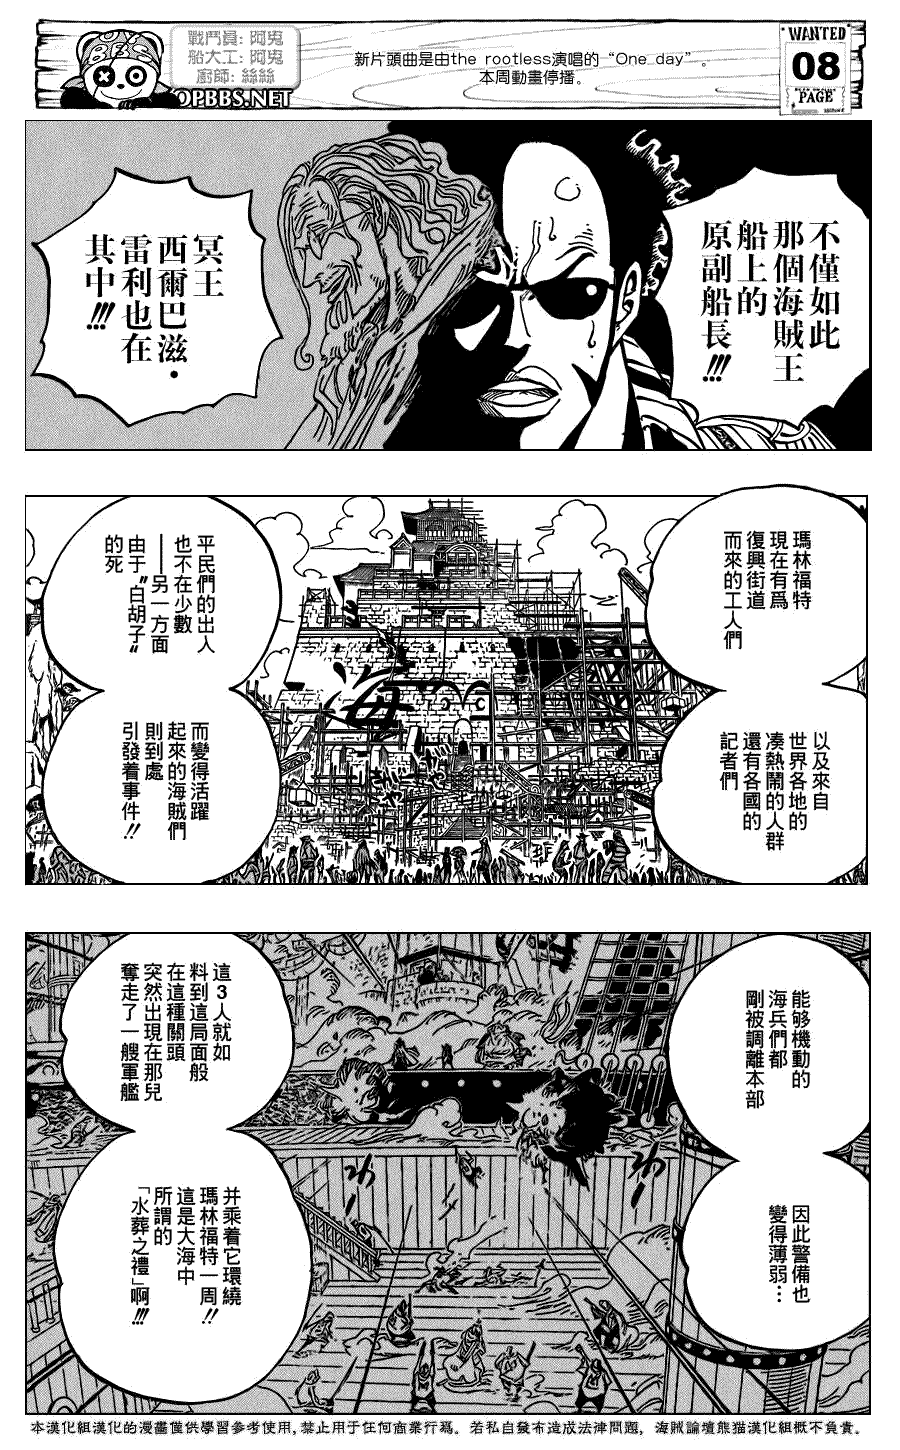 戰鬥員: 阿鬼
船大工: 阿鬼
廚師: 絲絲
OPBBS.NET
新片頭曲是由the rootless演唱的“One day”。
本周動畫停播。
WANTED
08
PAGE
不僅如此
那個海賊王
船上的
原副船長!!!
冥王
西爾巴滋·
雷利也在
其中!!!
瑪林福特
現在有爲
復興街道
而來的工人們
以及來自
世界各地的
凑熱鬧的人群
還有各國的
記者們
平民們的出入
也不在少數
——另一方面
由于“白胡子”
的死
而變得活躍
起來的海賊們
則到處
引發着事件!!
海
能够機動的
海兵們都
剛被調離本部
因此警備也
變得薄弱…
這3人就如
料到這局面般
在這種關頭
突然出現在那兒
奪走了一艘軍艦
并乘着它環繞
瑪林福特一周!!
這是大海中
所謂的
「水葬之禮」啊!!!
本漢化組漢化的漫畫僅供學習參考使用,禁止用于任何商業行爲。若私自發布造成法律問題,海賊論壇熊猫漢化組概不負責。